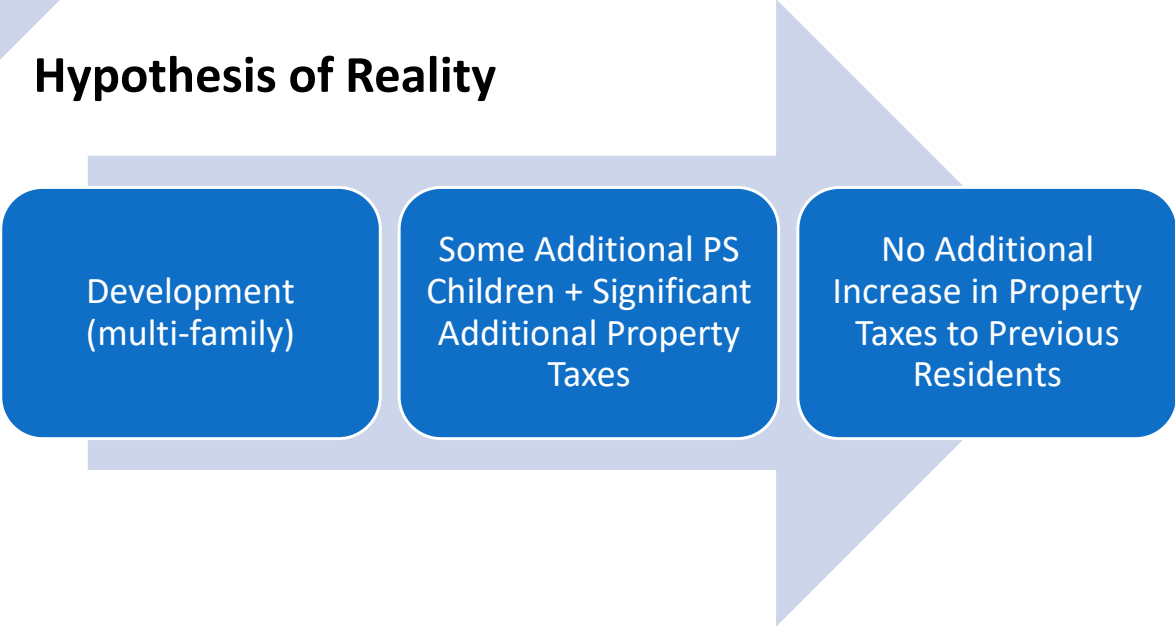 Hypothesis of Reality
Development
(multi-family)
Some Additional PS
Children + Significant
Additional Property
Taxes
No Additional
Increase in Property
Taxes to Previous
Residents